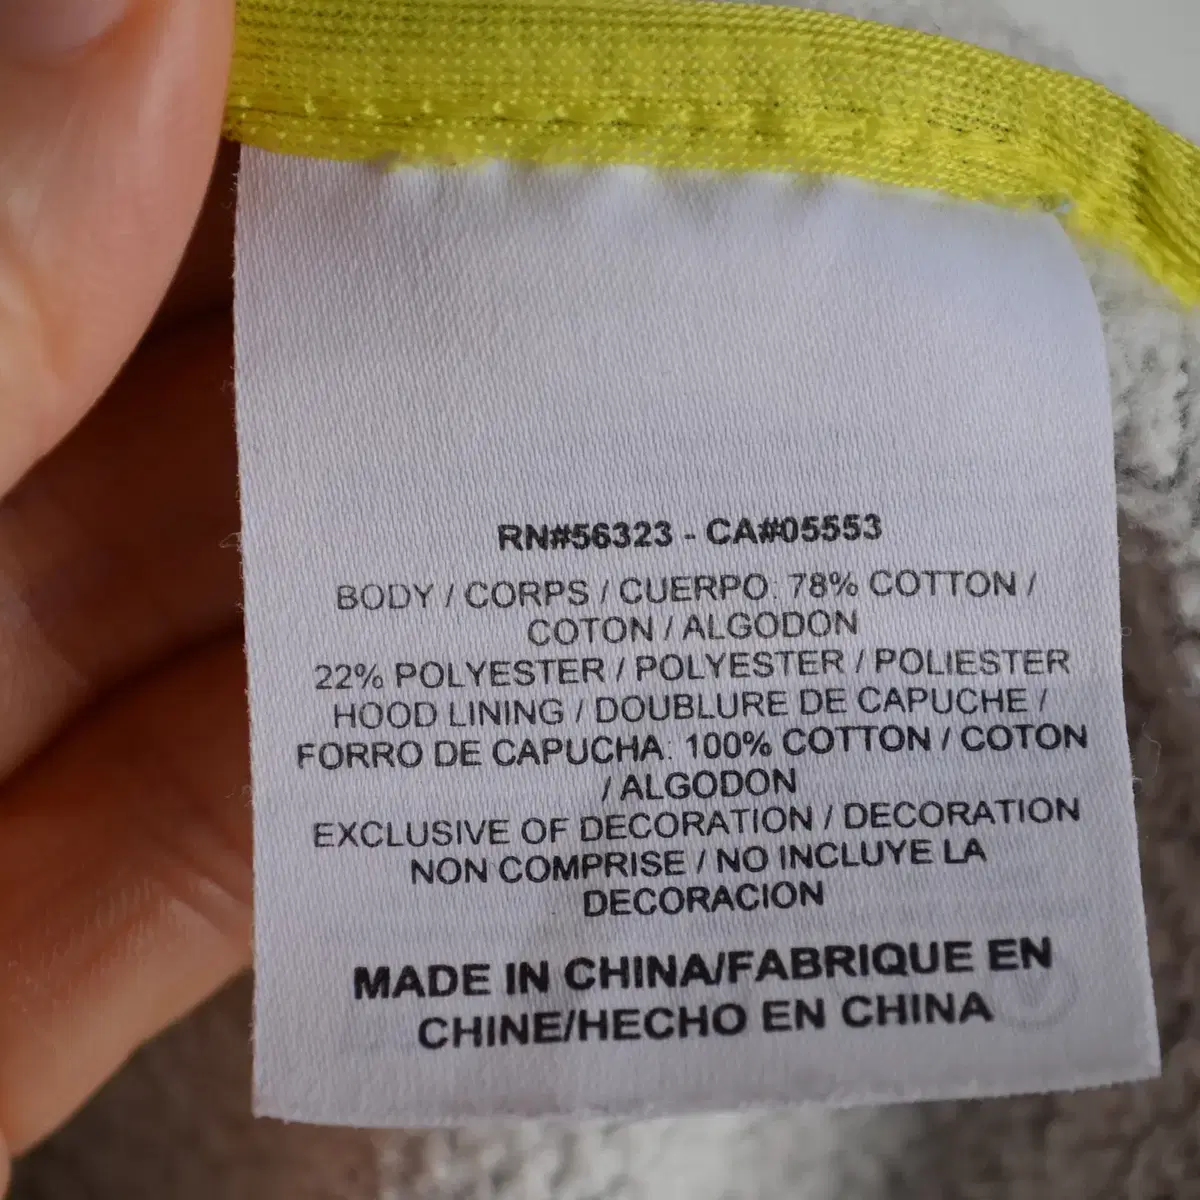 RN#56323 - CA#05553
BODY / CORPS / CUERPO: 78% COTTON /
COTON / ALGODON
22% POLYESTER / POLYESTER / POLIESTER
HOOD LINING / DOUBLURE DE CAPUCHE /
FORRO DE CAPUCHA: 100% COTTON / COTON
/ ALGODON
EXCLUSIVE OF DECORATION / DECORATION
NON COMPRISE / NO INCLUYE LA
DECORACION
MADE IN CHINA/FABRIQUE EN
CHINE/HECHO EN CHINA